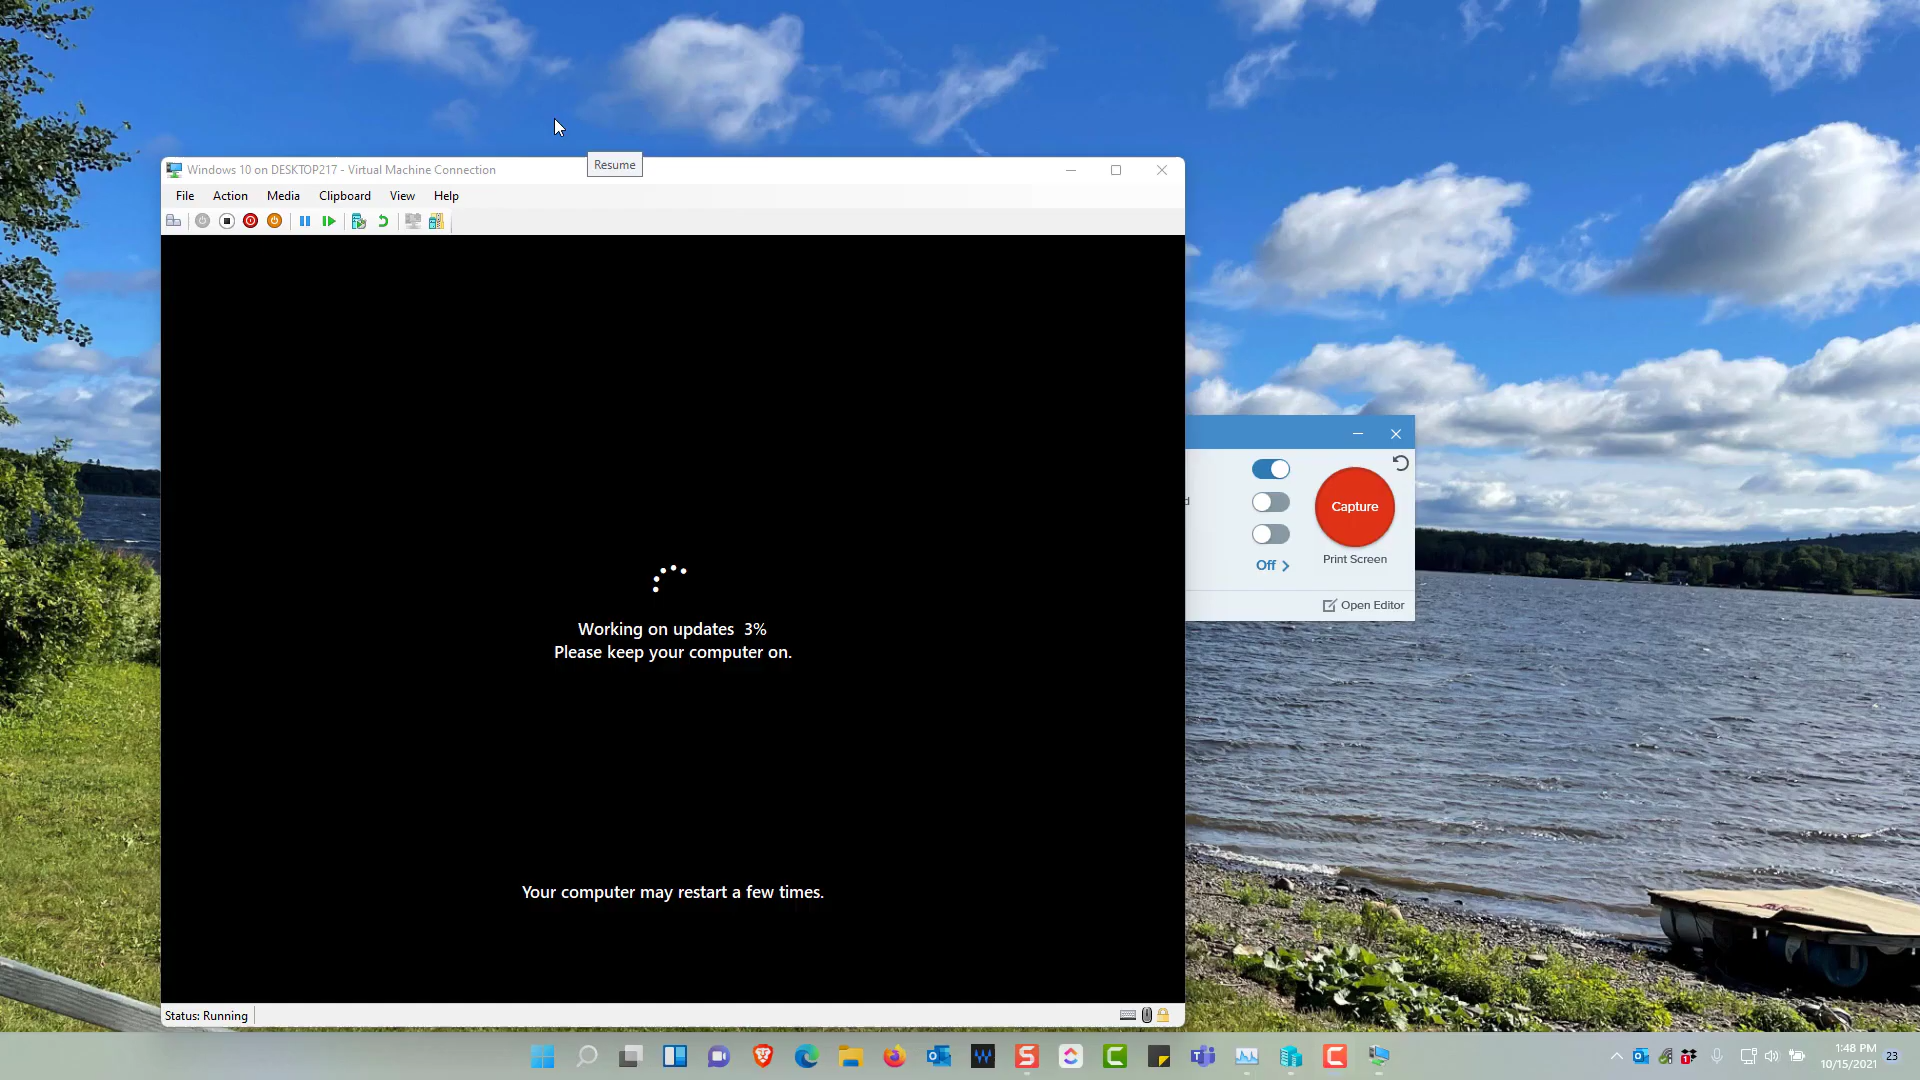 Resume
Windows 10 on DESKTOP217 - Virtual Machine Connection
File Action Media Clipboard View Help
Working on updates 3%
Please keep your computer on.
Your computer may restart a few times.
Status: Running
d
Capture
Print Screen
Off
Open Editor
1:48 PM
10/15/2021
23